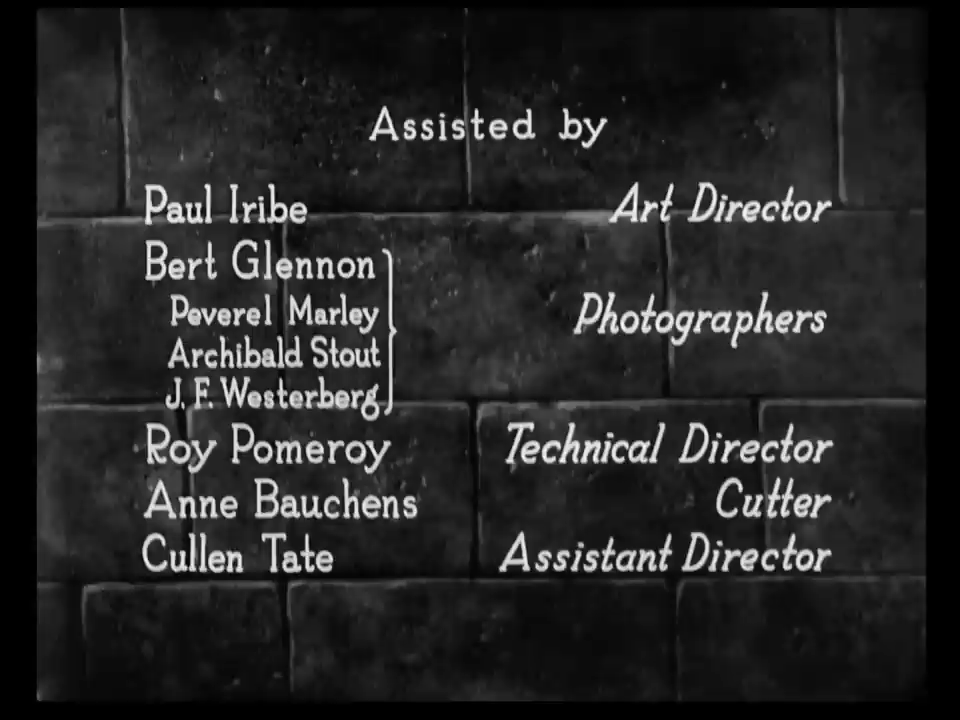 Assisted by
Paul Iribe Art Director
Bert Glennon
Peverel Marley Photographers
Archibald Stout
J. F. Westerberg
Roy Pomeroy Technical Director
Anne Bauchens Cutter
Cullen Tate Assistant Director